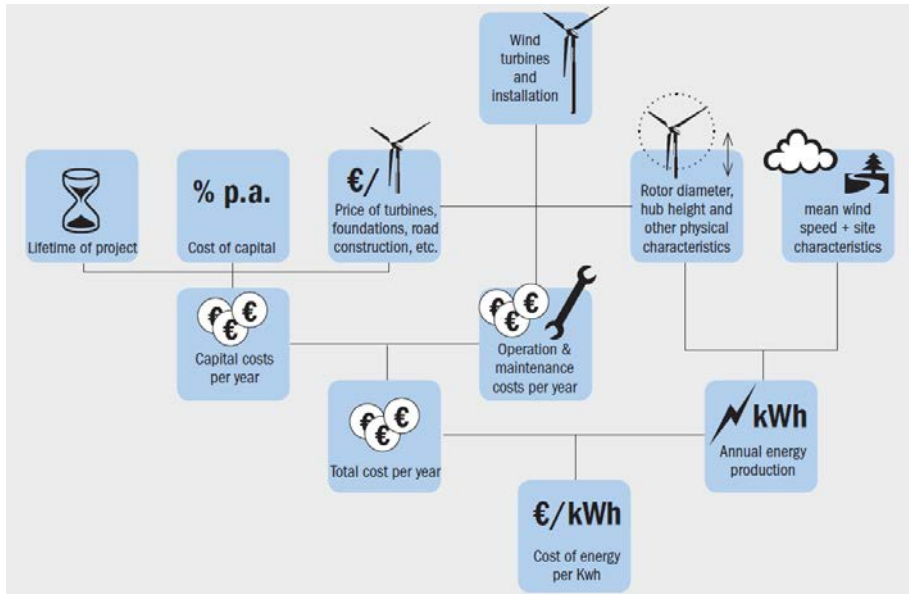 Wind
turbines
and
installation
Lifetime of project
% p.a.
Cost of capital
€/
Price of turbines,
foundations, road
construction, etc.
Rotor diameter,
hub height and
other physical
characteristics
mean wind
speed + site
characteristics
€ € €
Capital costs
per year
€ € €
Operation &
maintenance
costs per year
€ € €
Total cost per year
kWh
Annual energy
production
€/kWh
Cost of energy
per Kwh